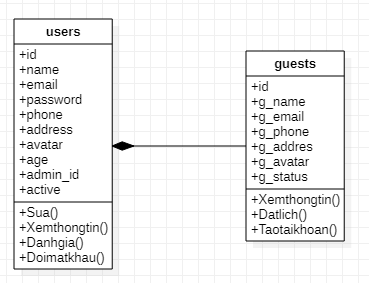 users
+id
+name
+email
+password
+phone
+address
+avatar
+age
+admin_id
+active
+Sua()
+Xemthongtin()
+Danhgia()
+Doimatkhau()
guests
+id
+g_name
+g_email
+g_phone
+g_addres
+g_avatar
+g_status
+Xemthongtin()
+Datlich()
+Taotaikhoan()